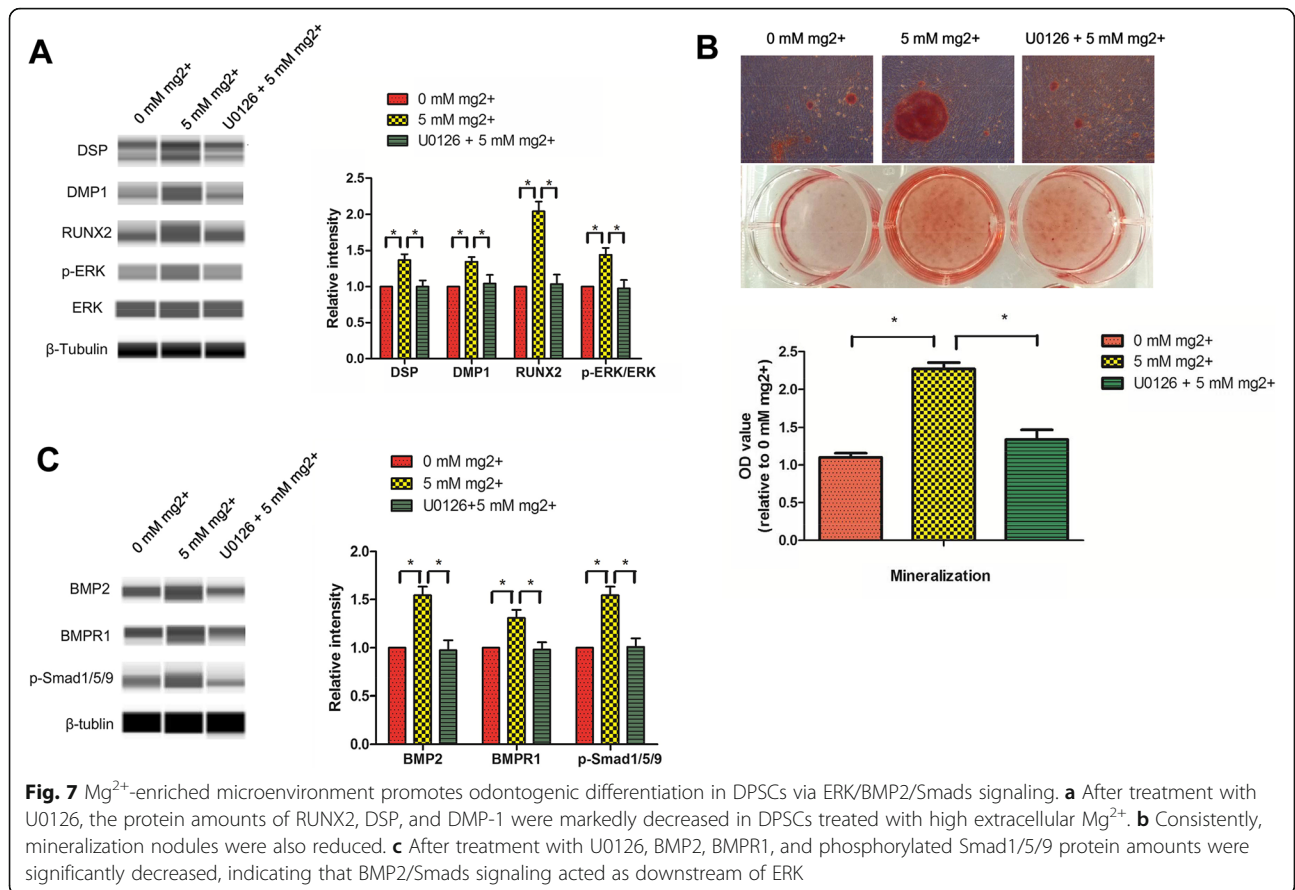 A
0 mM mg2+
5 mM mg2+
U0126 + 5 mM mg2+
DSP
DMP1
RUNX2
p-ERK
ERK
β-Tubulin
0 mM mg2+
5 mM mg2+
U0126 + 5 mM mg2+
Relative intensity
2.5
2.0
1.5
1.0
0.5
0.0
* * * * * * * *
DSP DMP1 RUNX2 p-ERK/ERK
B
0 mM mg2+ 5 mM mg2+ U0126 + 5 mM mg2+
0 mM mg2+
5 mM mg2+
U0126 + 5 mM mg2+
OD value
(relative to 0 mM mg2+)
2.5
2.0
1.5
1.0
0.5
0.0
* *
Mineralization
C
0 mM mg2+
5 mM mg2+
U0126 + 5 mM mg2+
BMP2
BMPR1
p-Smad1/5/9
β-tublin
0 mM mg2+
5 mM mg2+
U0126+5 mM mg2+
Relative intensity
2.0
1.5
1.0
0.5
0.0
* * * * * *
BMP2 BMPR1 p-Smad1/5/9
Fig. 7 Mg2+-enriched microenvironment promotes odontogenic differentiation in DPSCs via ERK/BMP2/Smads signaling. a After treatment with
U0126, the protein amounts of RUNX2, DSP, and DMP-1 were markedly decreased in DPSCs treated with high extracellular Mg2+. b Consistently,
mineralization nodules were also reduced. c After treatment with U0126, BMP2, BMPR1, and phosphorylated Smad1/5/9 protein amounts were
significantly decreased, indicating that BMP2/Smads signaling acted as downstream of ERK